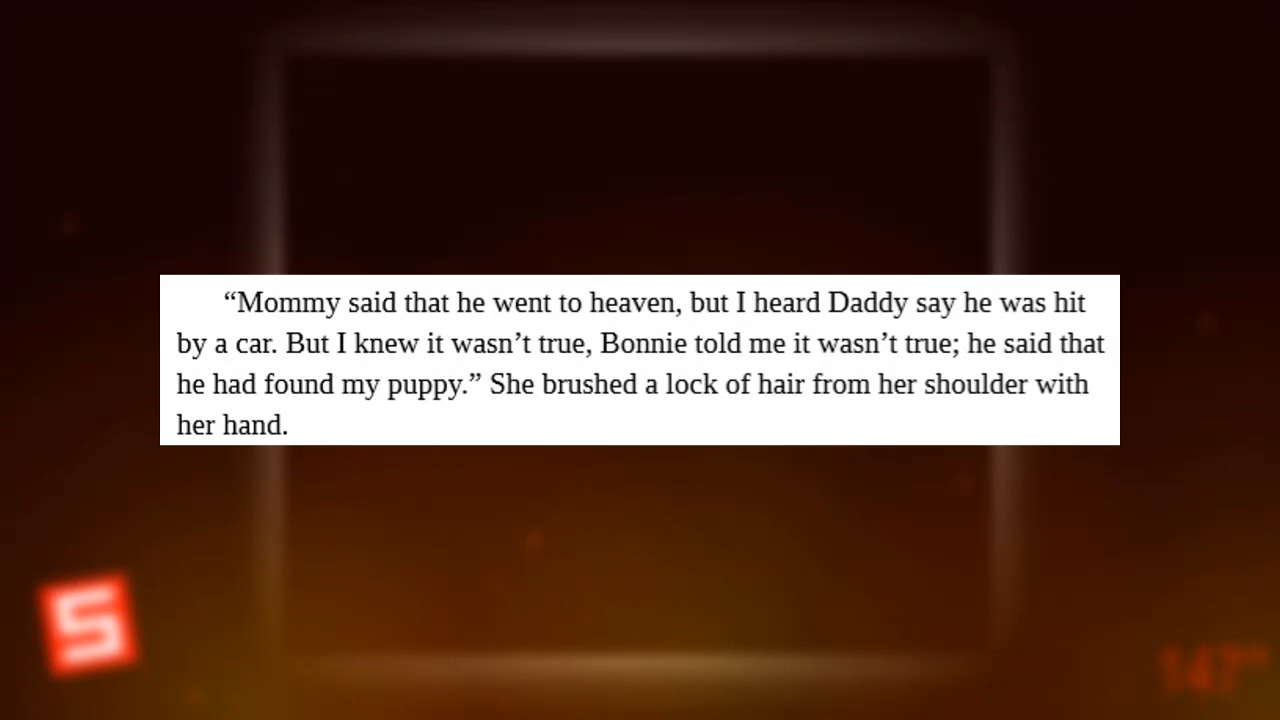 “Mommy said that he went to heaven, but I heard Daddy say he was hit
by a car. But I knew it wasn’t true, Bonnie told me it wasn’t true; he said that
he had found my puppy.” She brushed a lock of hair from her shoulder with
her hand.
5
147°